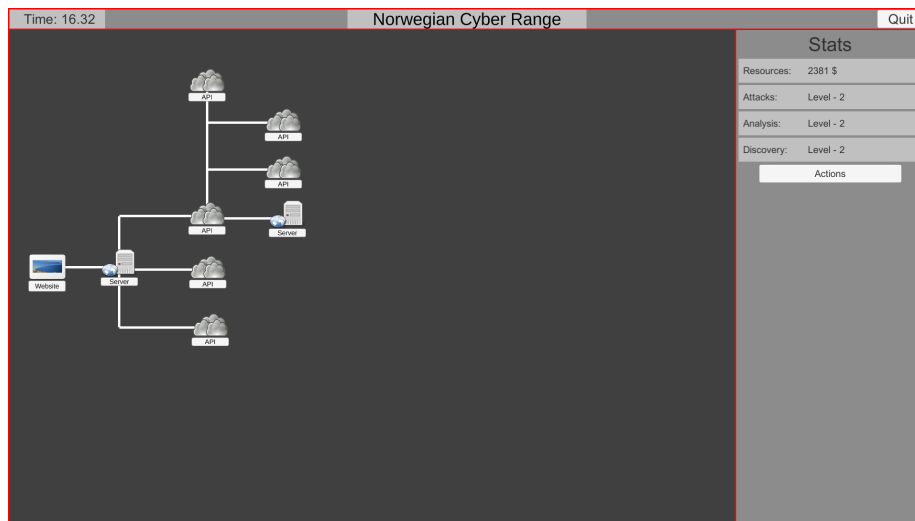 Time: 16.32
Norwegian Cyber Range
Quit
Stats
Resources: 2381 $
Attacks: Level - 2
Analysis: Level - 2
Discovery: Level - 2
Actions
API
API
API
API
Server
Website
Server
API
API